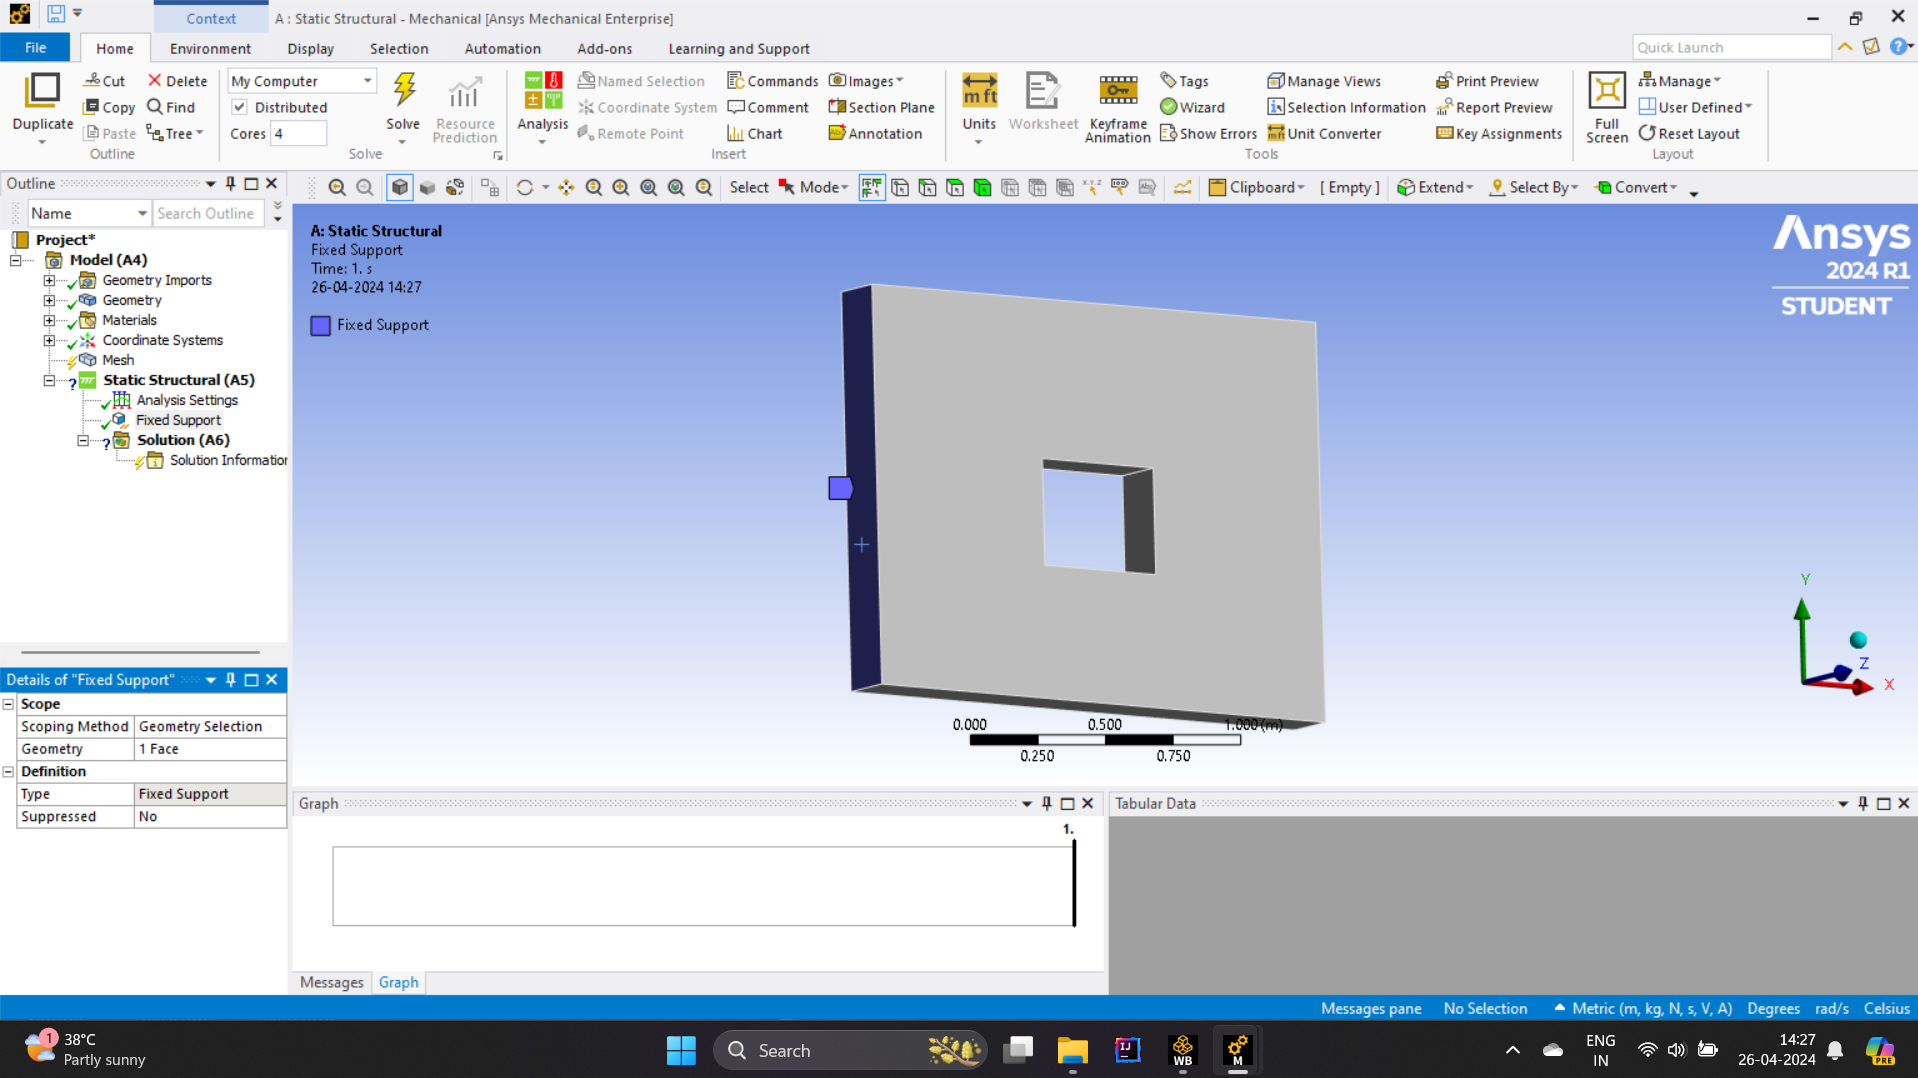 Context
A : Static Structural - Mechanical [Ansys Mechanical Enterprise]
File
Home
Environment
Display
Selection
Automation
Add-ons
Learning and Support
Quick Launch
Duplicate
Cut
Copy
Paste
Delete
Find
Tree
Outline
My Computer
Distributed
Cores 4
Solve
Resource
Prediction
Solve
Analysis
Named Selection
Coordinate System
Remote Point
Commands
Comment
Chart
Images
Section Plane
Annotation
Insert
Units
Worksheet
Keyframe
Animation
Tags
Wizard
Show Errors
Manage Views
Selection Information
Unit Converter
Print Preview
Report Preview
Key Assignments
Tools
Full
Screen
Manage
User Defined
Reset Layout
Layout
Outline
Name
Search Outline
Select
Mode
Clipboard
[ Empty ]
Extend
Select By
Convert
Project*
Model (A4)
Geometry Imports
Geometry
Materials
Coordinate Systems
Mesh
Static Structural (A5)
Analysis Settings
Fixed Support
Solution (A6)
Solution Information
A: Static Structural
Fixed Support
Time: 1. s
26-04-2024 14:27
Fixed Support
Ansys
2024 R1
STUDENT
Y
Z
X
0.000
0.500
1.000 (m)
0.250
0.750
Details of "Fixed Support"
Scope
Scoping Method
Geometry Selection
Geometry
1 Face
Definition
Type
Fixed Support
Suppressed
No
Graph
1.
Tabular Data
Messages
Graph
Messages pane
No Selection
Metric (m, kg, N, s, V, A)
Degrees
rad/s
Celsius
1
38°C
Partly sunny
Search
IJ
WB
M
ENG
IN
14:27
26-04-2024
PRE